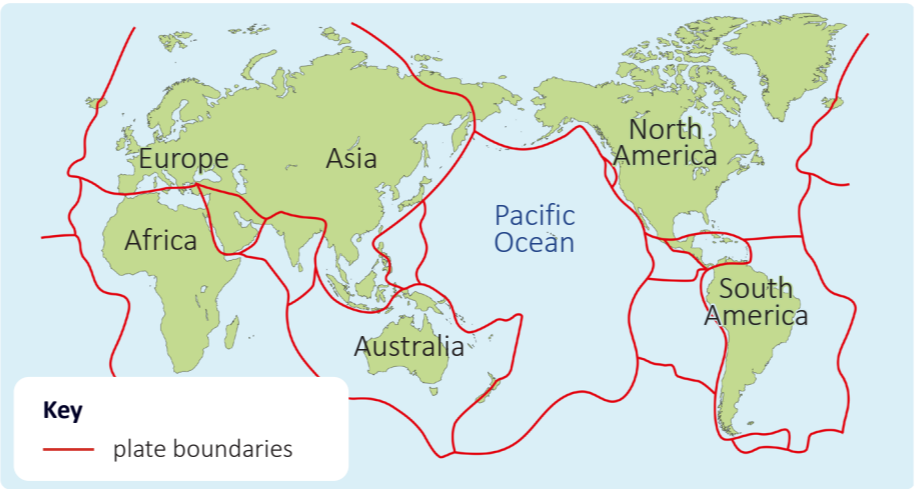 North
America
Europe
Asia
Pacific
Ocean
Africa
South
America
Australia
Key
plate boundaries